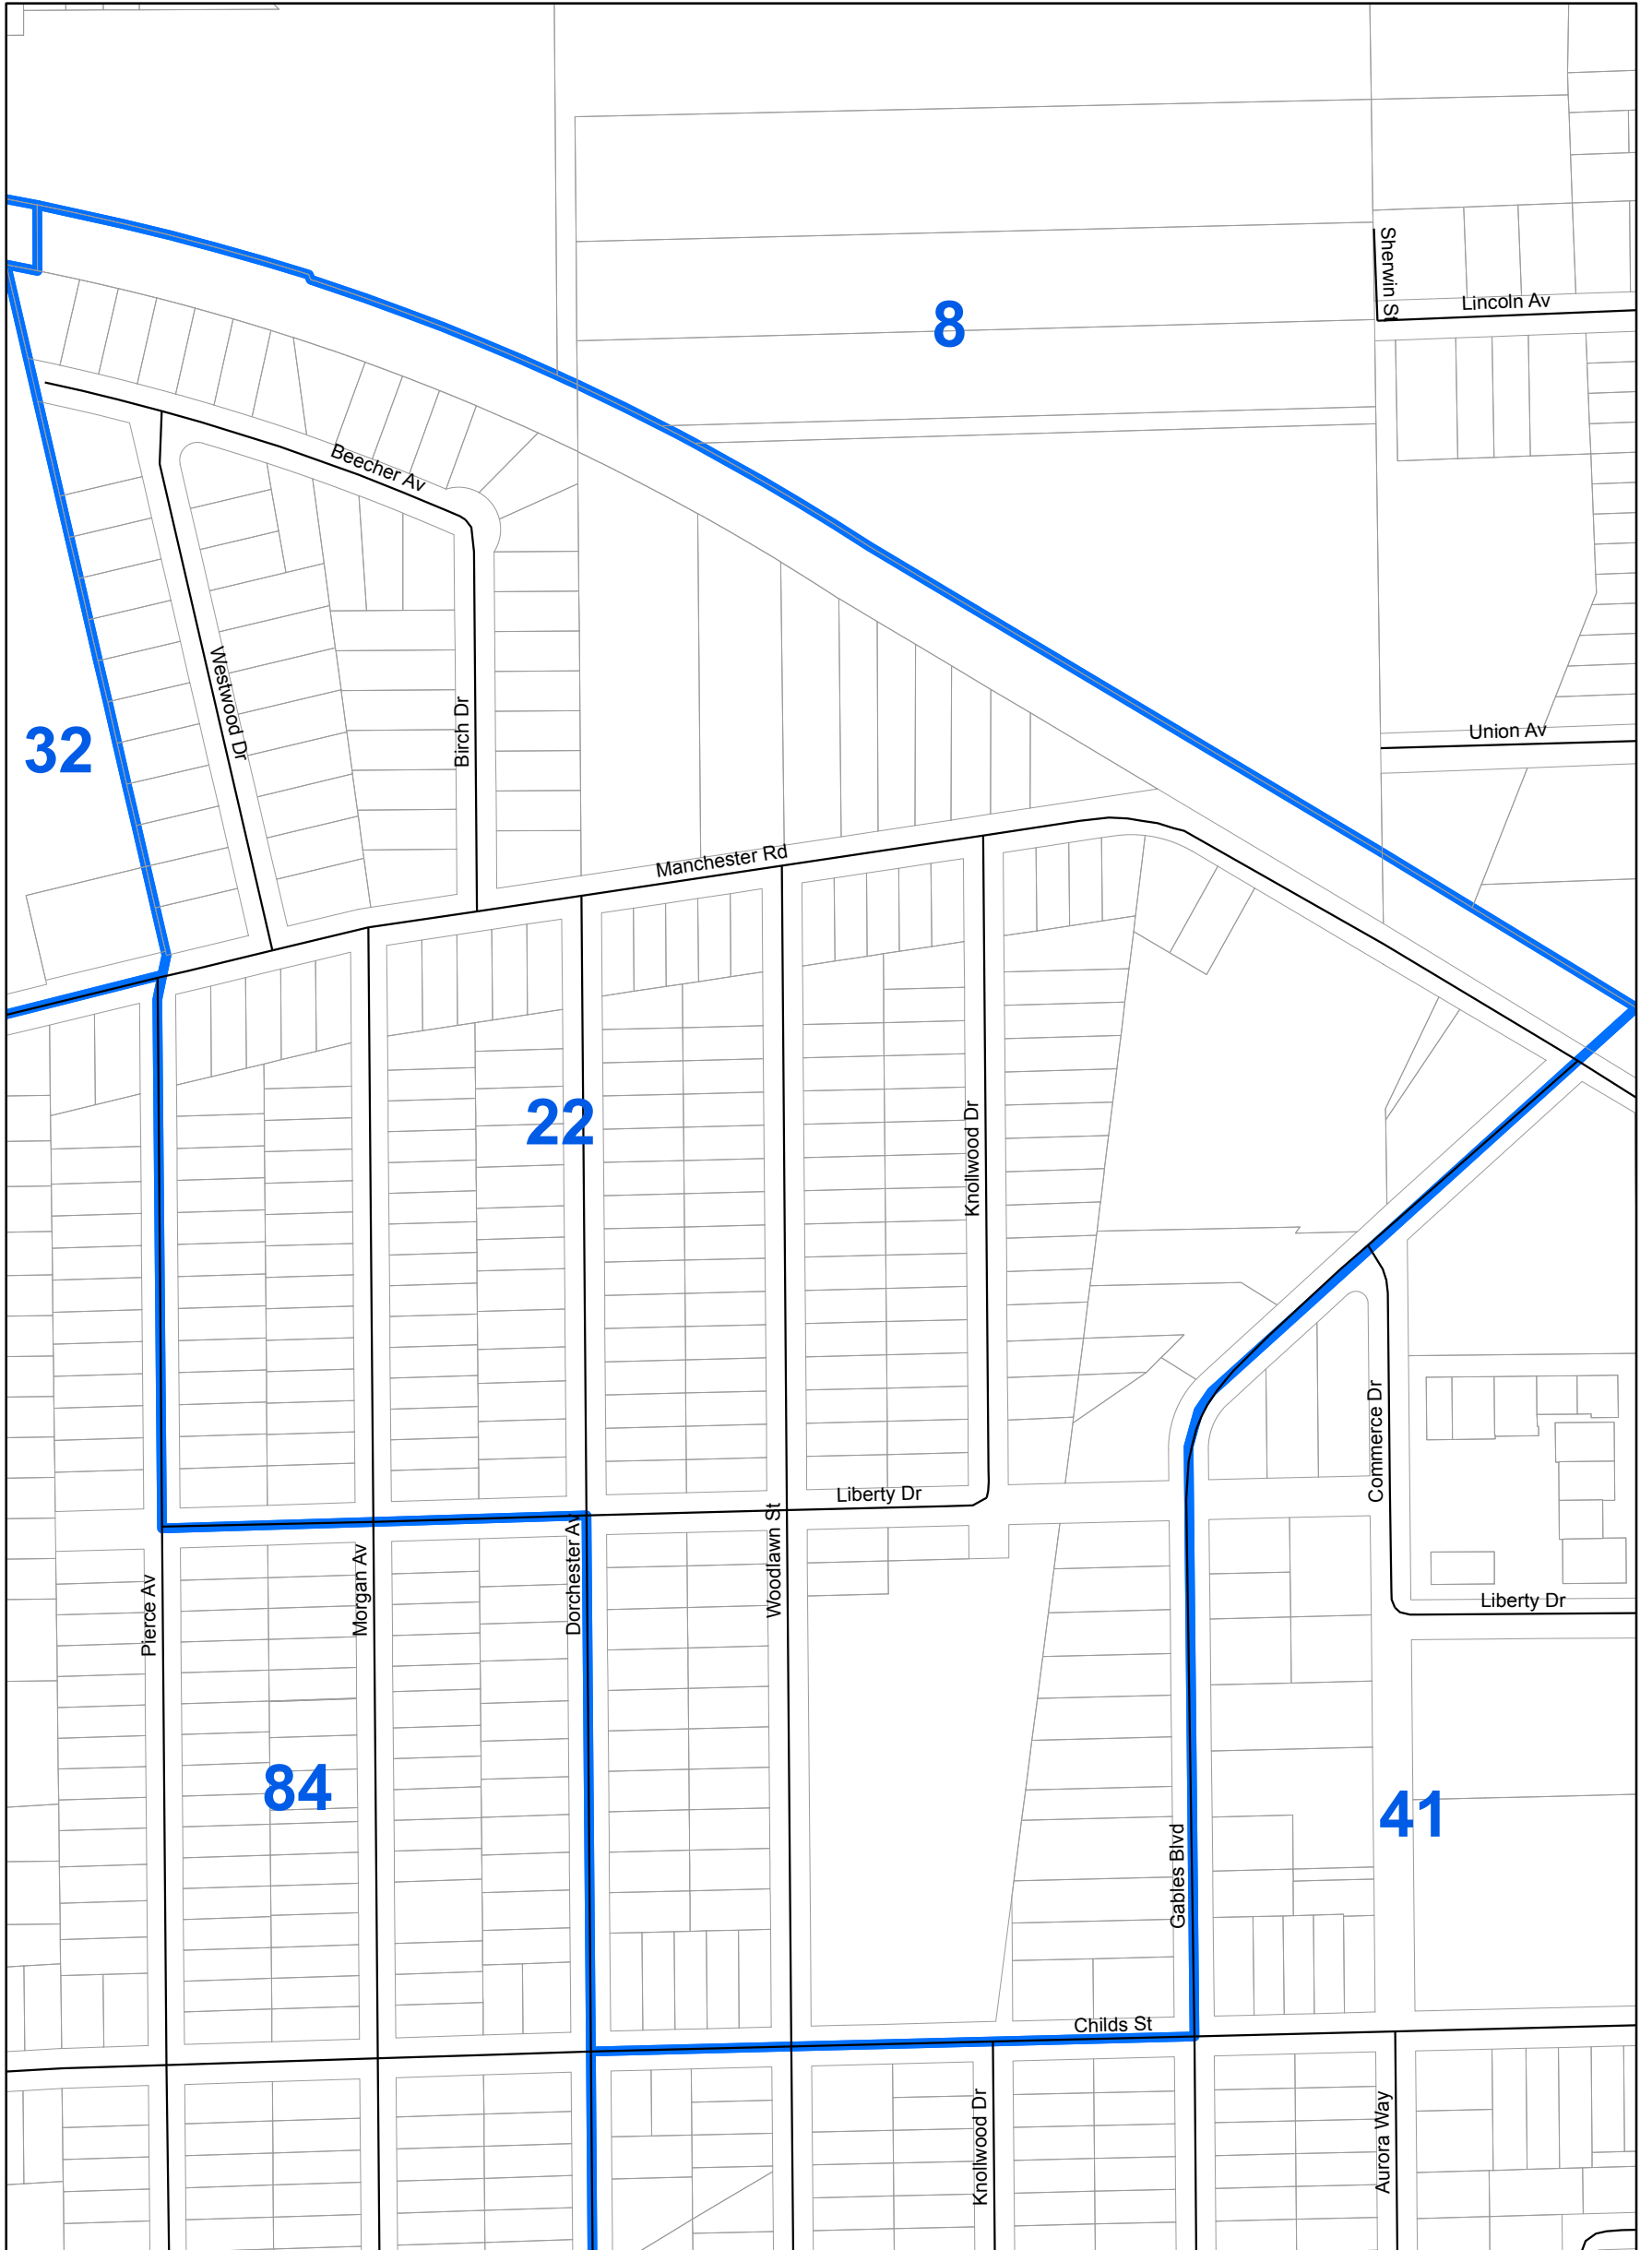 Sherwin St
Lincoln Av
8
Beecher Av
Westwood Dr
Birch Dr
32
Union Av
Manchester Rd
22
Knollwood Dr
Commerce Dr
Liberty Dr
Woodlawn St
Dorchester Av
Morgan Av
Pierce Av
Liberty Dr
84
41
Gables Blvd
Childs St
Knollwood Dr
Aurora Way